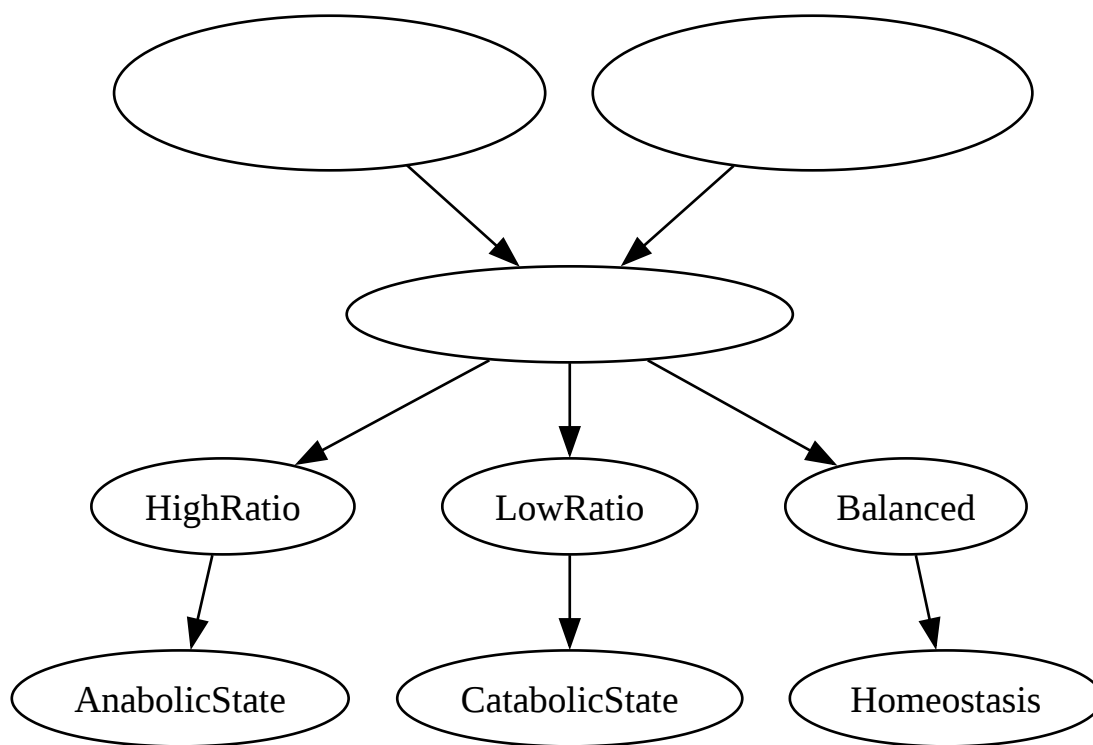 HighRatio
LowRatio
Balanced
AnabolicState
CatabolicState
Homeostasis